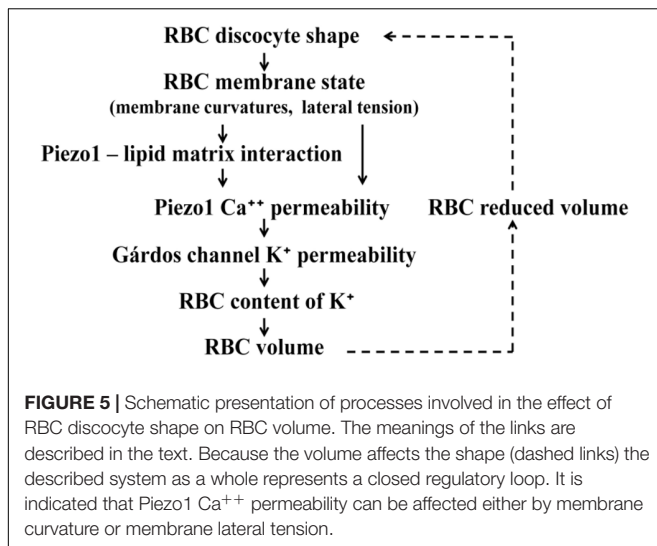 RBC discocyte shape
RBC membrane state
(membrane curvatures, lateral tension)
Piezo1 – lipid matrix interaction
Piezo1 Ca⁺⁺ permeability
RBC reduced volume
Gárdos channel K⁺ permeability
RBC content of K⁺
RBC volume
FIGURE 5 | Schematic presentation of processes involved in the effect of
RBC discocyte shape on RBC volume. The meanings of the links are
described in the text. Because the volume affects the shape (dashed links) the
described system as a whole represents a closed regulatory loop. It is
indicated that Piezo1 Ca⁺⁺ permeability can be affected either by membrane
curvature or membrane lateral tension.